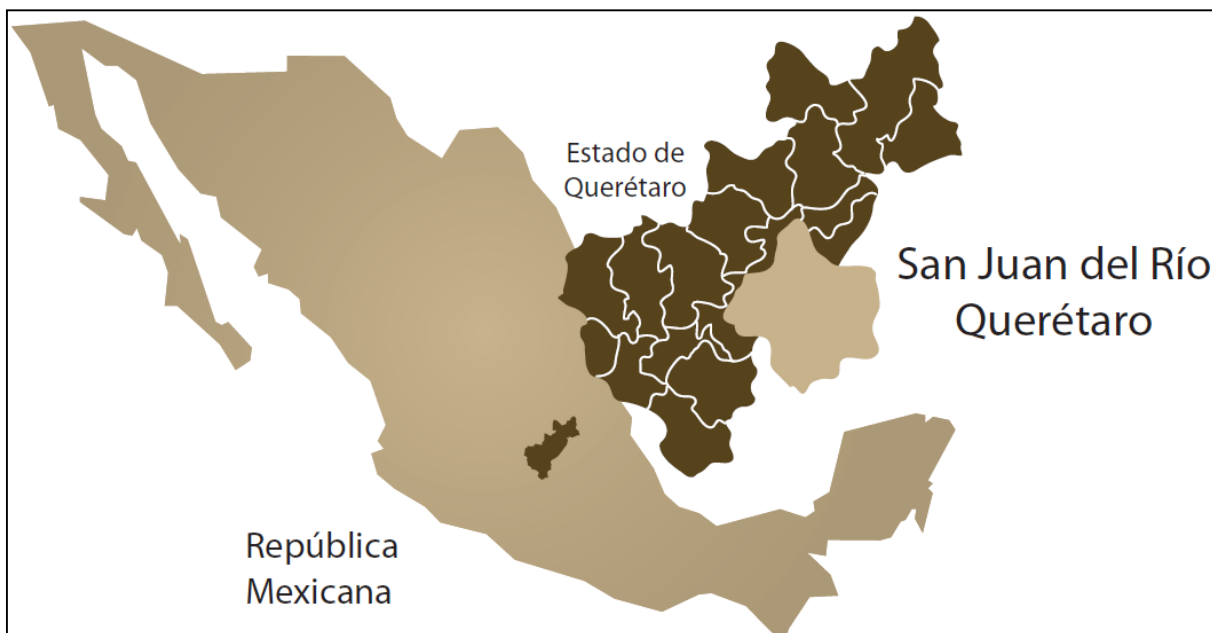 Estado de
Querétaro
San Juan del Río
Querétaro
República
Mexicana